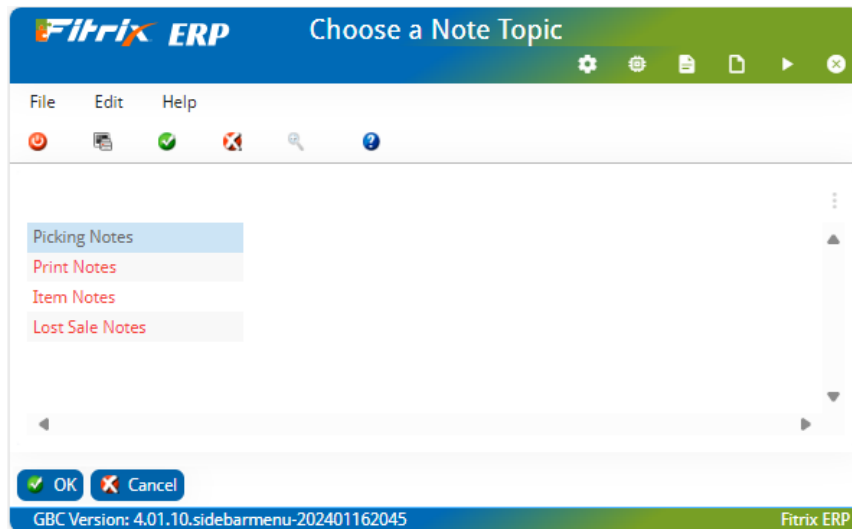 Fitrix ERP
Choose a Note Topic
File Edit Help
Picking Notes
Print Notes
Item Notes
Lost Sale Notes
OK Cancel
GBC Version: 4.01.10.sidebarmenu-202401162045 Fitrix ERP